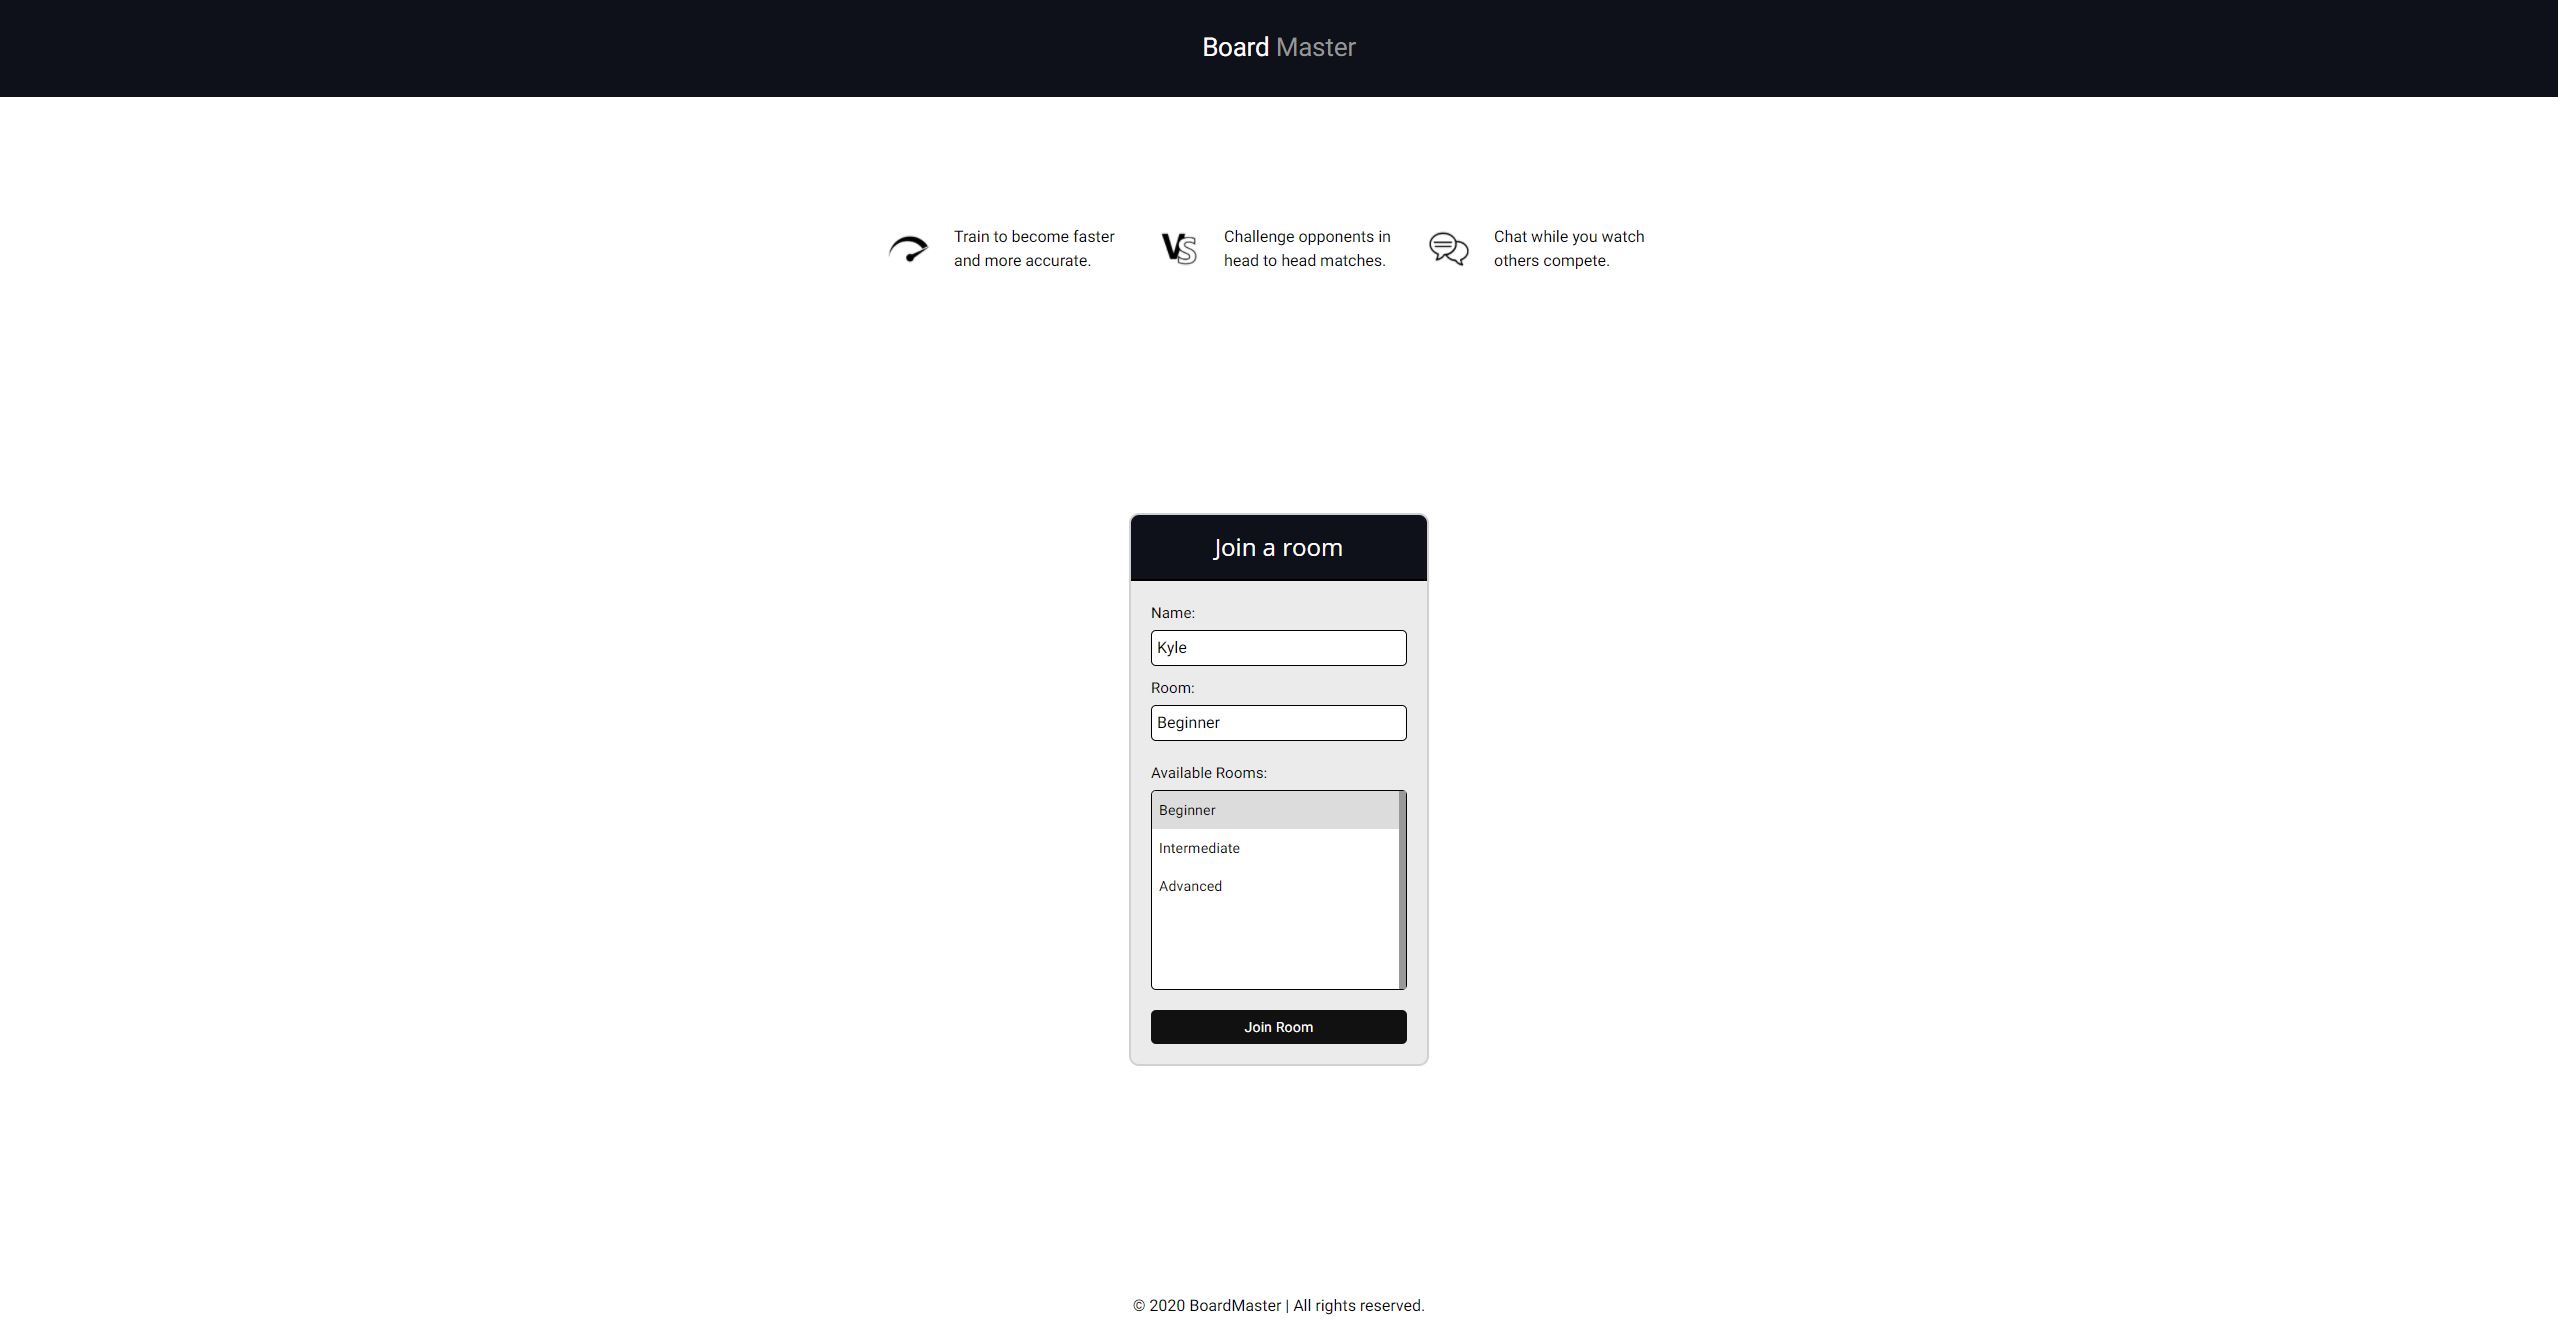 Board Master
Train to become faster
and more accurate.
VS
Challenge opponents in
head to head matches.
Chat while you watch
others compete.
Join a room
Name:
Kyle
Room:
Beginner
Available Rooms:
Beginner
Intermediate
Advanced
Join Room
© 2020 BoardMaster | All rights reserved.